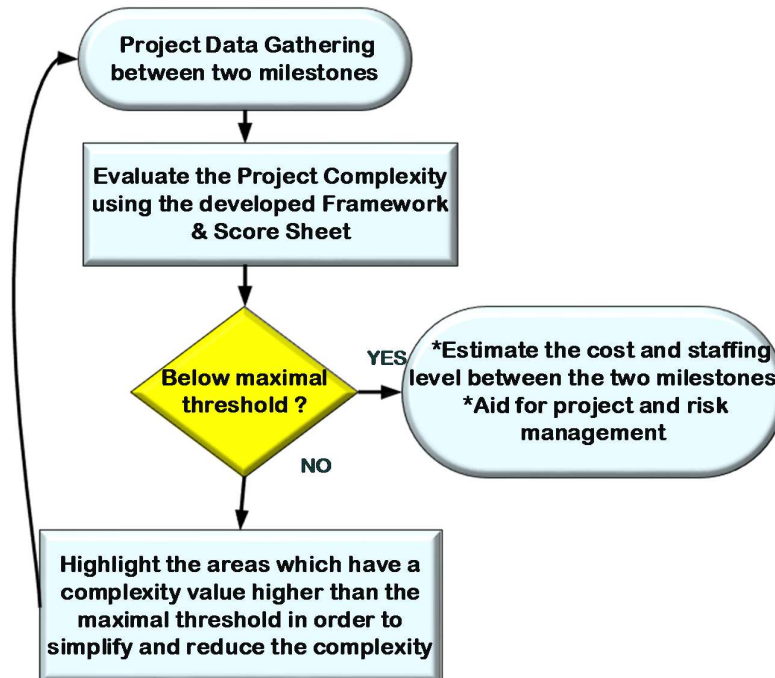 Project Data Gathering
between two milestones
Evaluate the Project Complexity
using the developed Framework
& Score Sheet
Below maximal
threshold ?
YES
*Estimate the cost and staffing
level between the two milestones
*Aid for project and risk
management
NO
Highlight the areas which have a
complexity value higher than the
maximal threshold in order to
simplify and reduce the complexity